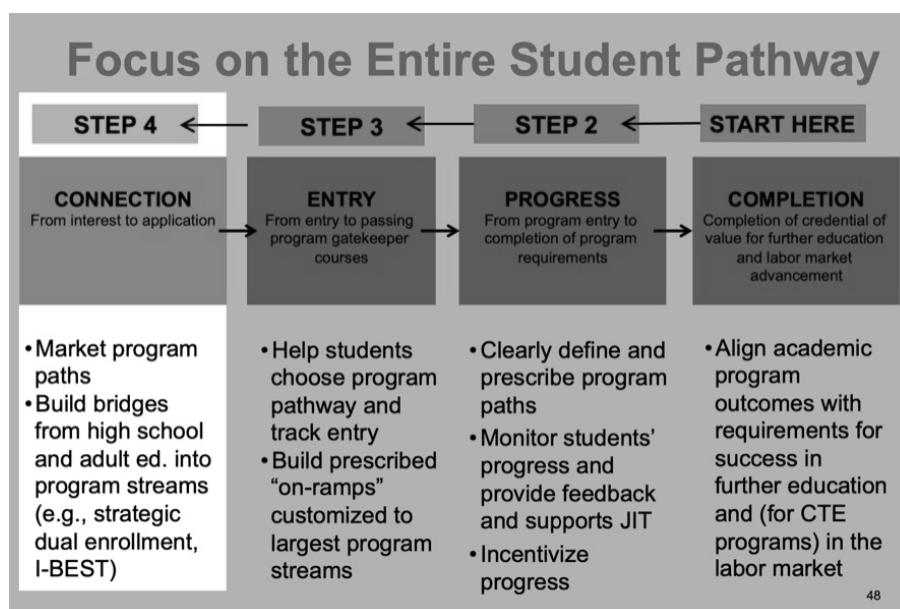 Focus on the Entire Student Pathway
STEP 4
STEP 3
STEP 2
START HERE
CONNECTION
From interest to application
ENTRY
From entry to passing
program gatekeeper
courses
PROGRESS
From program entry to
completion of program
requirements
COMPLETION
Completion of credential of
value for further education
and labor market
advancement
•Market program
paths
•Build bridges
from high school
and adult ed. into
program streams
(e.g., strategic
dual enrollment,
I-BEST)
•Help students
choose program
pathway and
track entry
•Build prescribed
“on-ramps”
customized to
largest program
streams
•Clearly define and
prescribe program
paths
•Monitor students’
progress and
provide feedback
and supports JIT
•Incentivize
progress
•Align academic
program
outcomes with
requirements for
success in
further education
and (for CTE
programs) in the
labor market
48